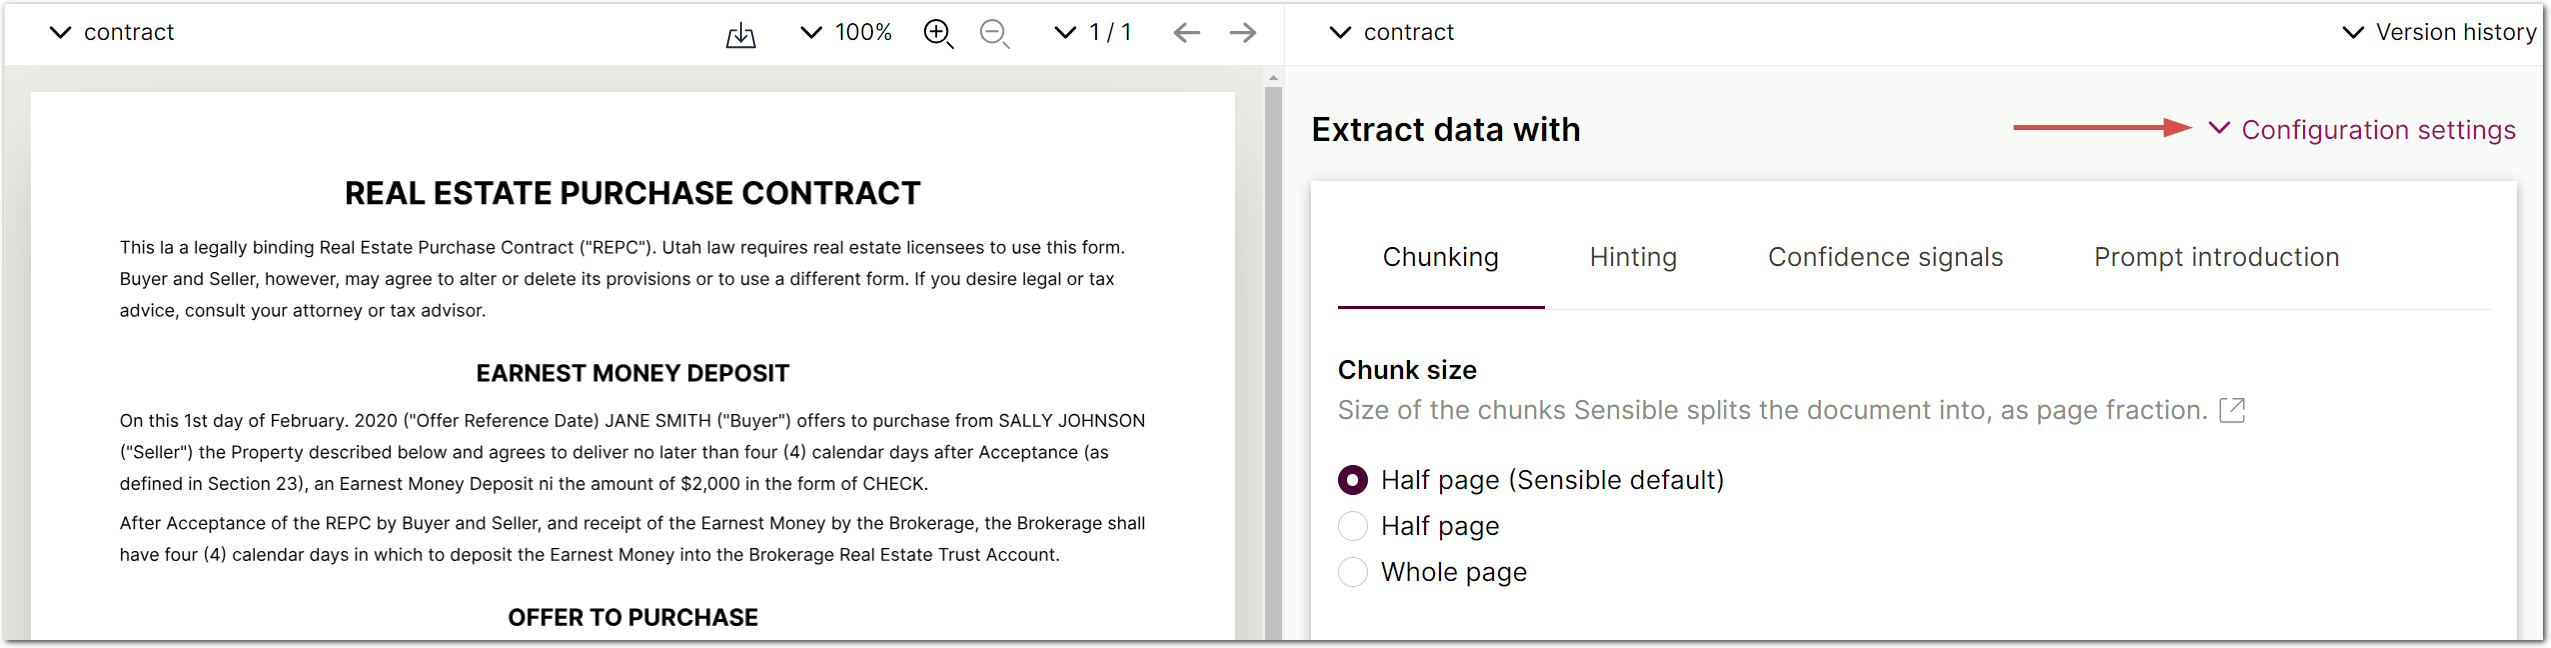 contract
100%
1 / 1
contract
Version history
REAL ESTATE PURCHASE CONTRACT
This la a legally binding Real Estate Purchase Contract ("REPC"). Utah law requires real estate licensees to use this form.
Buyer and Seller, however, may agree to alter or delete its provisions or to use a different form. If you desire legal or tax
advice, consult your attorney or tax advisor.
EARNEST MONEY DEPOSIT
On this 1st day of February. 2020 ("Offer Reference Date) JANE SMITH ("Buyer") offers to purchase from SALLY JOHNSON
("Seller") the Property described below and agrees to deliver no later than four (4) calendar days after Acceptance (as
defined in Section 23), an Earnest Money Deposit ni the amount of $2,000 in the form of CHECK.
After Acceptance of the REPC by Buyer and Seller, and receipt of the Earnest Money by the Brokerage, the Brokerage shall
have four (4) calendar days in which to deposit the Earnest Money into the Brokerage Real Estate Trust Account.
OFFER TO PURCHASE
Extract data with
Configuration settings
Chunking
Hinting
Confidence signals
Prompt introduction
Chunk size
Size of the chunks Sensible splits the document into, as page fraction.
Half page (Sensible default)
Half page
Whole page